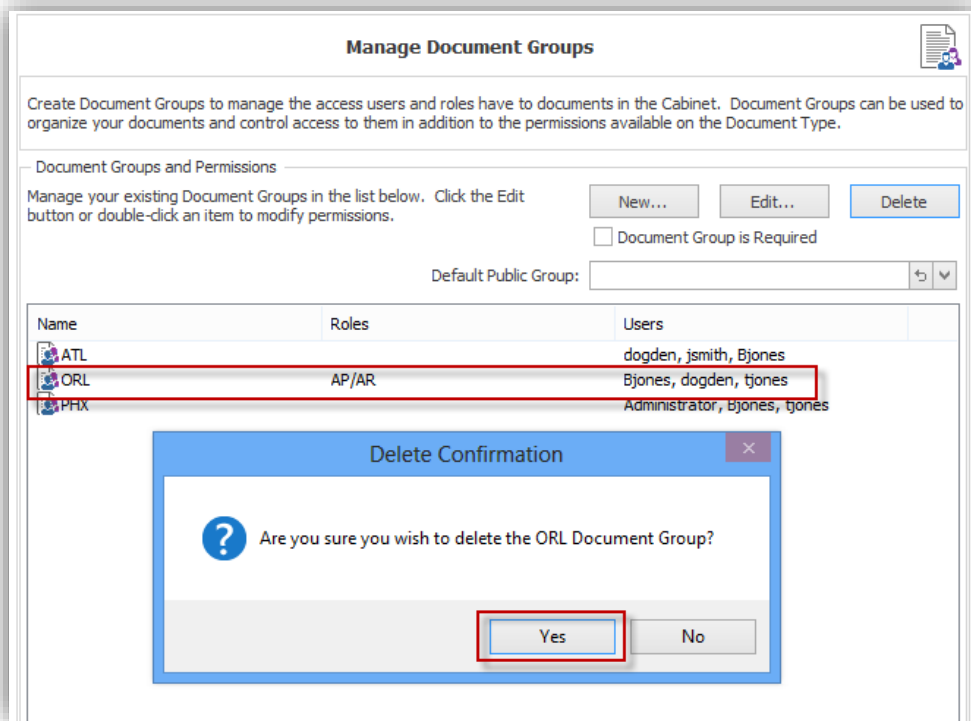 Manage Document Groups
Create Document Groups to manage the access users and roles have to documents in the Cabinet. Document Groups can be used to
organize your documents and control access to them in addition to the permissions available on the Document Type.
Document Groups and Permissions
Manage your existing Document Groups in the list below. Click the Edit
button or double-click an item to modify permissions.
New... Edit... Delete
Document Group is Required
Default Public Group:
Name Roles Users
ATL dogden, jsmith, Bjones
ORL AP/AR Bjones, dogden, tjones
PHX Administrator, Bjones, tjones
Delete Confirmation
Are you sure you wish to delete the ORL Document Group?
Yes No